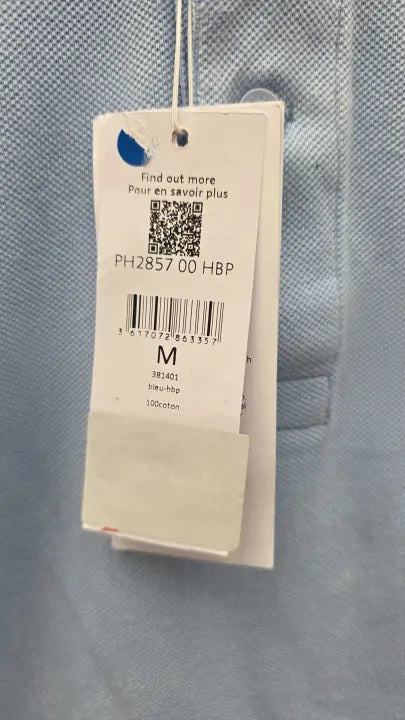 Find out more
Pour en savoir plus
PH2857 00 HBP
3 617072 863357
M
381401
bleu-hbp
100coton